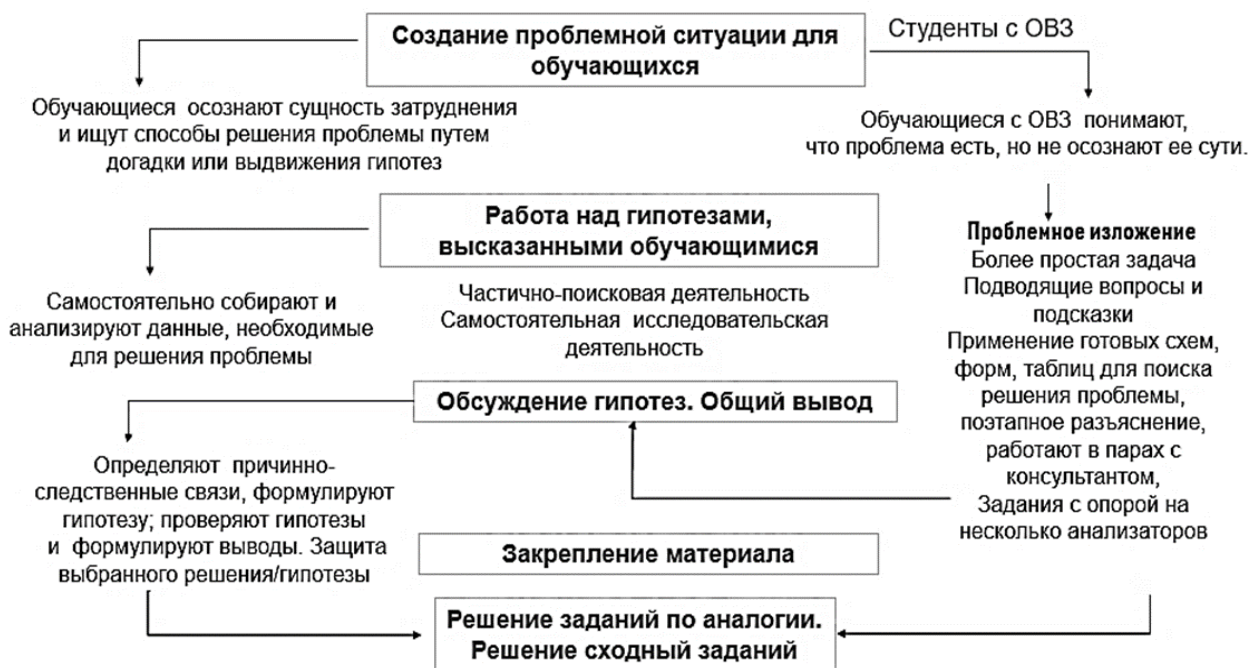 Создание проблемной ситуации для
обучающихся
Студенты с ОВЗ
Обучающиеся осознают сущность затруднения
и ищут способы решения проблемы путем
догадки или выдвижения гипотез
Обучающиеся с ОВЗ понимают,
что проблема есть, но не осознают ее сути.
Работа над гипотезами,
высказанными обучающимися
Самостоятельно собирают и
анализируют данные, необходимые
для решения проблемы
Частично-поисковая деятельность
Самостоятельная исследовательская
деятельность
Проблемное изложение
Более простая задача
Подводящие вопросы и
подсказки
Применение готовых схем,
форм, таблиц для поиска
решения проблемы,
поэтапное разъяснение,
работают в парах с
консультантом,
Задания с опорой на
несколько анализаторов
Обсуждение гипотез. Общий вывод
Определяют причинно-
следственные связи, формулируют
гипотезу; проверяют гипотезы
и формулируют выводы. Защита
выбранного решения/гипотезы
Закрепление материала
Решение заданий по аналогии.
Решение сходный заданий